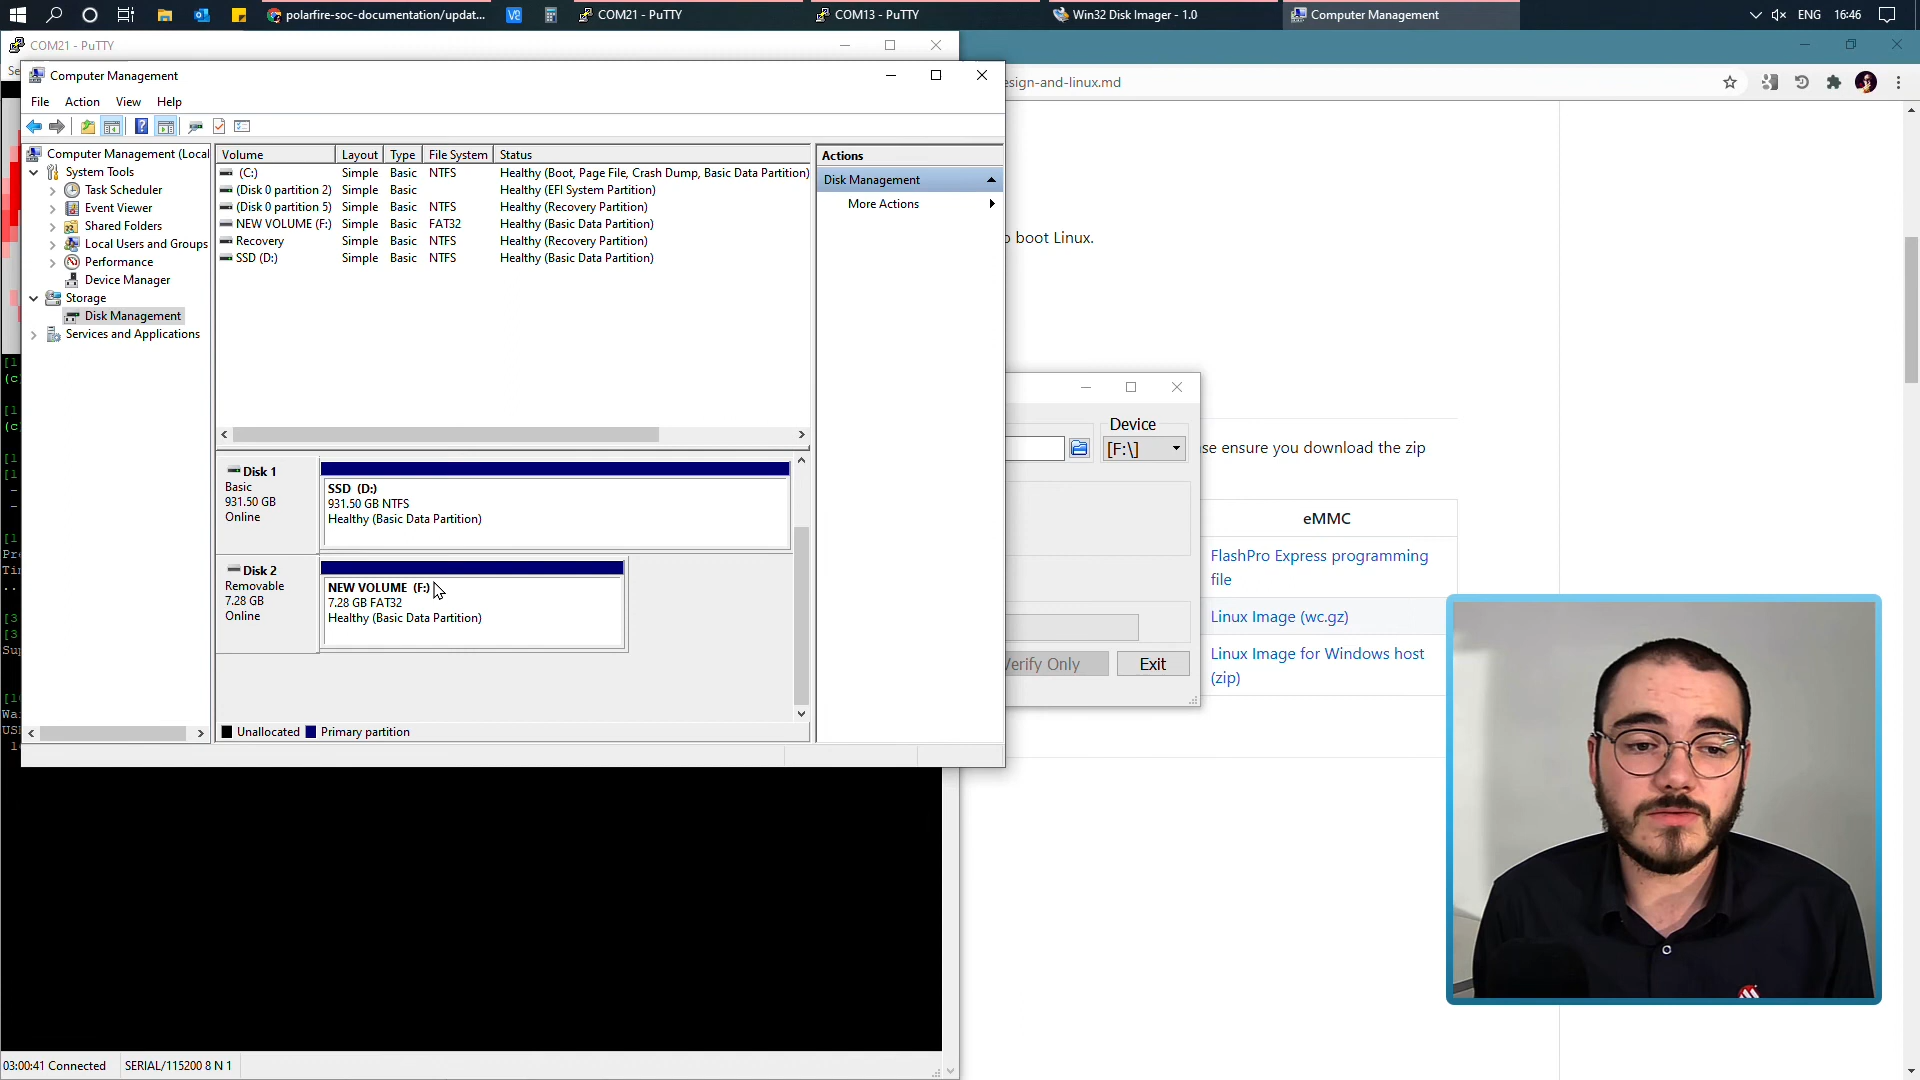 polarfire-soc-documentation/updat...
COM21 - PuTTY
COM13 - PuTTY
Win32 Disk Imager - 1.0
Computer Management
ENG
16:46
COM21 - PuTTY
Computer Management
esign-and-linux.md
File
Action
View
Help
Computer Management (Local
System Tools
Task Scheduler
Event Viewer
Shared Folders
Local Users and Groups
Performance
Device Manager
Storage
Disk Management
Services and Applications
Volume Layout Type File System Status
(C:) Simple Basic NTFS Healthy (Boot, Page File, Crash Dump, Basic Data Partition)
(Disk 0 partition 2) Simple Basic Healthy (EFI System Partition)
(Disk 0 partition 5) Simple Basic NTFS Healthy (Recovery Partition)
NEW VOLUME (F:) Simple Basic FAT32 Healthy (Basic Data Partition)
Recovery Simple Basic NTFS Healthy (Recovery Partition)
SSD (D:) Simple Basic NTFS Healthy (Basic Data Partition)
Actions
Disk Management
More Actions
Disk 1
Basic
931.50 GB
Online
SSD (D:)
931.50 GB NTFS
Healthy (Basic Data Partition)
Disk 2
Removable
7.28 GB
Online
NEW VOLUME (F:)
7.28 GB FAT32
Healthy (Basic Data Partition)
Unallocated
Primary partition
o boot Linux.
Device
[F:\]
Verify Only
Exit
se ensure you download the zip
eMMC
FlashPro Express programming
file
Linux Image (wc.gz)
Linux Image for Windows host
(zip)
03:00:41 Connected
SERIAL/115200 8 N 1